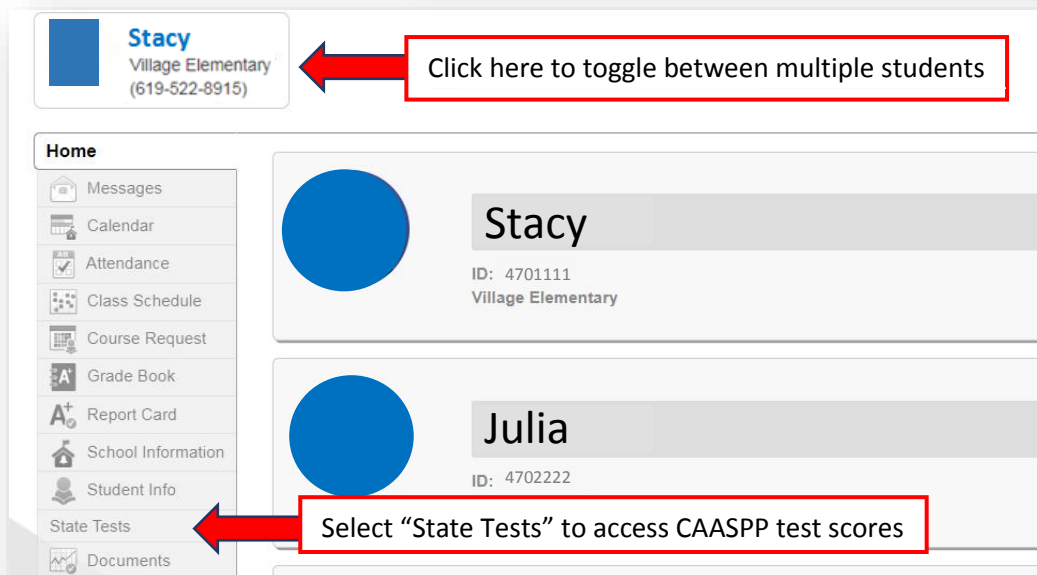 Stacy
Village Elementary
(619-522-8915)
Click here to toggle between multiple students
Home
Messages
Calendar
Attendance
Class Schedule
Course Request
Grade Book
Report Card
School Information
Student Info
State Tests
Documents
Stacy
ID: 4701111
Village Elementary
Julia
ID: 4702222
Select “State Tests” to access CAASPP test scores